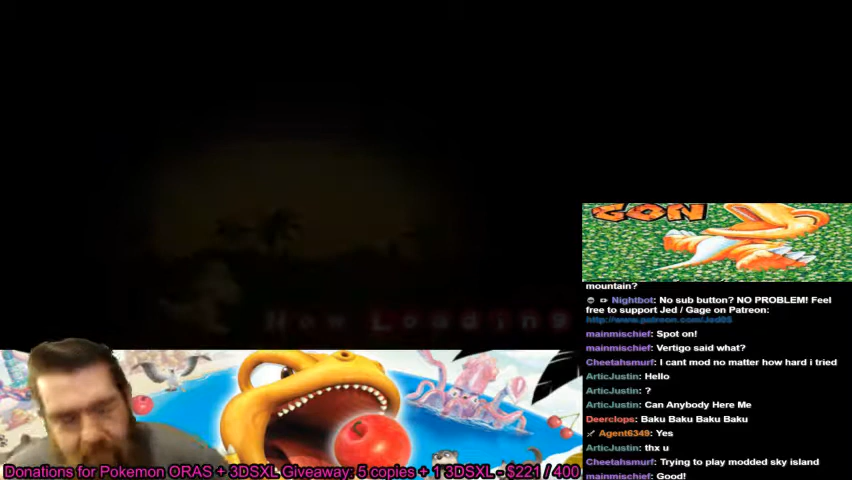 Now Loading
GON
mountain?
Nightbot: No sub button? NO PROBLEM! Feel
free to support Jed / Gage on Patreon:
http://www.patreon.com/Jed05
mainmischief: Spot on!
mainmischief: Vertigo said what?
Cheetahsmurf: I cant mod no matter how hard i tried
ArticJustin: Hello
ArticJustin: ?
ArticJustin: Can Anybody Here Me
Deerclops: Baku Baku Baku Baku
Agent6349: Yes
ArticJustin: thx u
Cheetahsmurf: Trying to play modded sky island
mainmischief: Good!
Donations for Pokemon ORAS + 3DSXL Giveaway: 5 copies + 1 3DSXL - $221 / 400